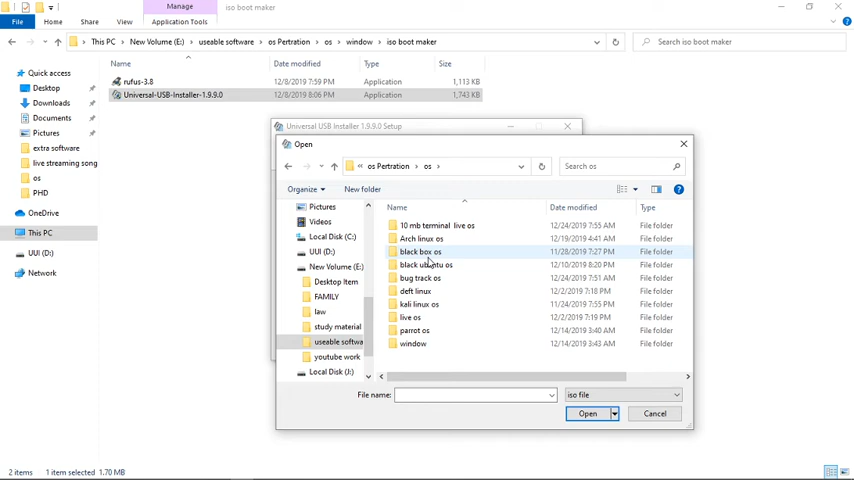 Manage
iso boot maker
File Home Share View Application Tools
This PC New Volume (E:) useable software os Pertration os window iso boot maker
Search iso boot maker
Name Date modified Type Size
rufus-3.8 12/8/2019 7:59 PM Application 1,113 KB
Universal-USB-Installer-1.9.9.0 12/8/2019 8:06 PM Application 1,743 KB
Quick access
Desktop
Downloads
Documents
Pictures
extra software
live streaming song
os
PHD
OneDrive
This PC
UUI (D:)
Network
Universal USB Installer 1.9.9.0 Setup
Open
« os Pertration os
Search os
Organize New folder
Pictures
Videos
Local Disk (C:)
UUI (D:)
New Volume (E:)
Desktop Item
FAMILY
law
study material
useable softwa
youtube work
Local Disk (J:)
Name Date modified Type
10 mb terminal live os 12/24/2019 7:55 AM File folder
Arch linux os 12/19/2019 4:41 AM File folder
black box os 11/28/2019 7:27 PM File folder
black ubuntu os 12/10/2019 8:20 PM File folder
bug track os 12/24/2019 7:51 AM File folder
deft linux 12/2/2019 7:18 PM File folder
kali linux os 11/24/2019 7:55 PM File folder
live os 12/2/2019 7:19 PM File folder
parrot os 12/14/2019 3:40 AM File folder
window 12/14/2019 3:43 AM File folder
File name:
iso file
Open Cancel
2 items 1 item selected 1.70 MB